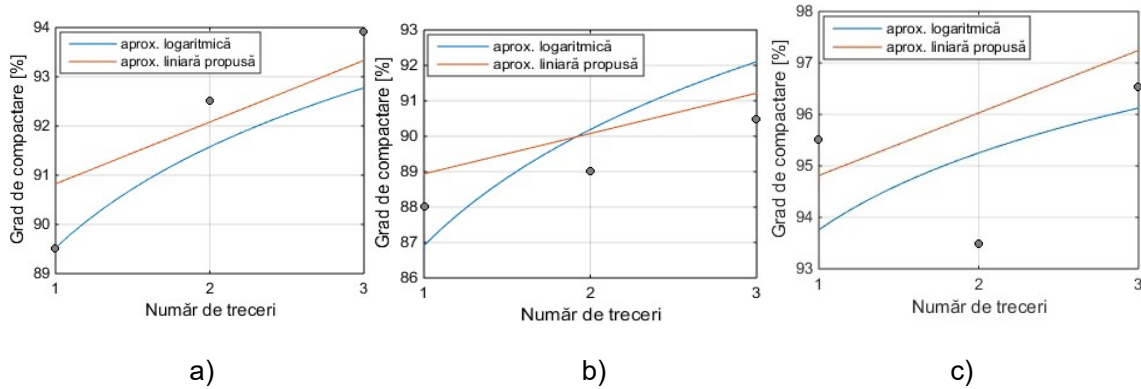 94
93
92
91
90
89
Grad de compactare [%]
aprox. logaritmică
aprox. liniară propusă
1
2
3
Număr de treceri
a)
93
92
91
90
89
88
87
86
Grad de compactare [%]
aprox. logaritmică
aprox. liniară propusă
1
2
3
Număr de treceri
b)
98
97
96
95
94
93
Grad de compactare [%]
aprox. logaritmică
aprox. liniară propusă
1
2
3
Număr de treceri
c)